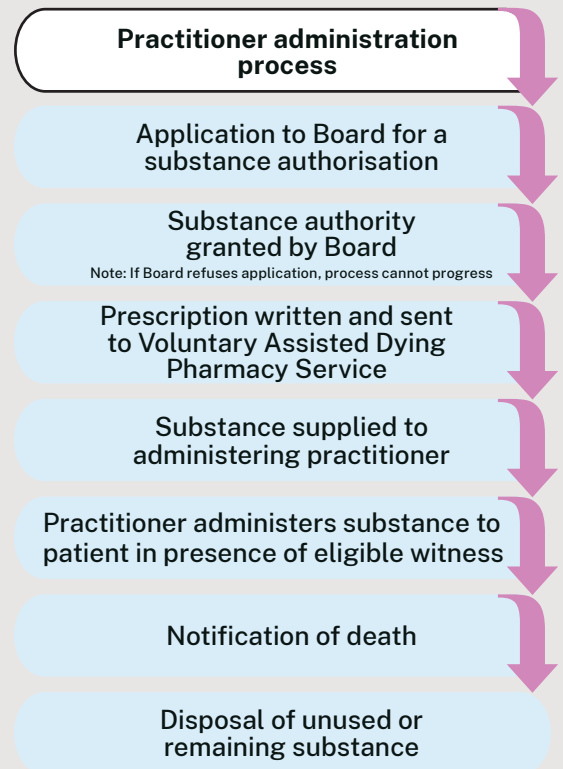 Practitioner administration
process
Application to Board for a
substance authorisation
Substance authority
granted by Board
Note: If Board refuses application, process cannot progress
Prescription written and sent
to Voluntary Assisted Dying
Pharmacy Service
Substance supplied to
administering practitioner
Practitioner administers substance to
patient in presence of eligible witness
Notification of death
Disposal of unused or
remaining substance